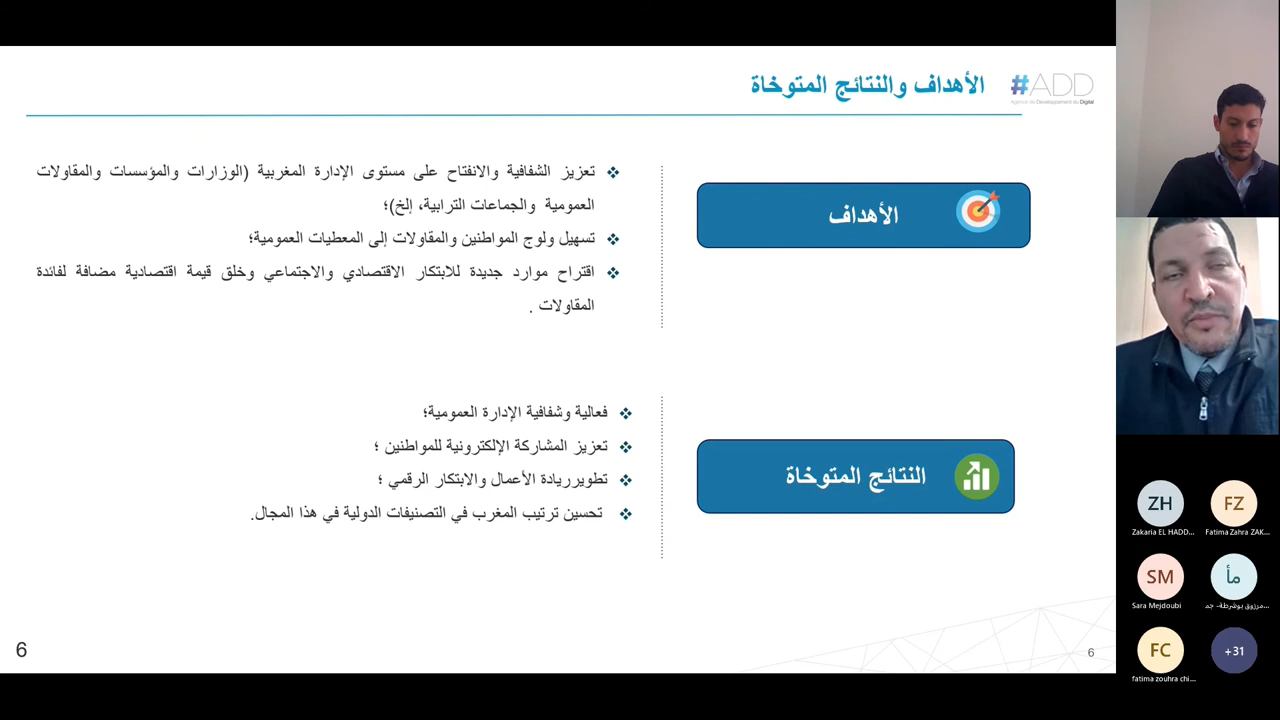 الأهداف والنتائج المتوخاة
#ADD
Agence de Développement du Digital
الأهداف
تعزيز الشفافية والانفتاح على مستوى الإدارة المغربية (الوزارات والمؤسسات والمقاولات
العمومية والجماعات الترابية، إلخ)؛
تسهيل ولوج المواطنين والمقاولات إلى المعطيات العمومية؛
اقتراح موارد جديدة للابتكار الاقتصادي والاجتماعي وخلق قيمة اقتصادية مضافة لفائدة
المقاولات .
النتائج المتوخاة
فعالية وشفافية الإدارة العمومية؛
تعزيز المشاركة الإلكترونية للمواطنين ؛
تطويرريادة الأعمال والابتكار الرقمي ؛
تحسين ترتيب المغرب في التصنيفات الدولية في هذا المجال.
6
6
ZH
Zakaria EL HADD...
FZ
Fatima Zahra ZAK...
SM
Sara Mejdoubi
مأ
مرزوق بوشرطة- جم...
FC
fatima zouhra chi...
+31